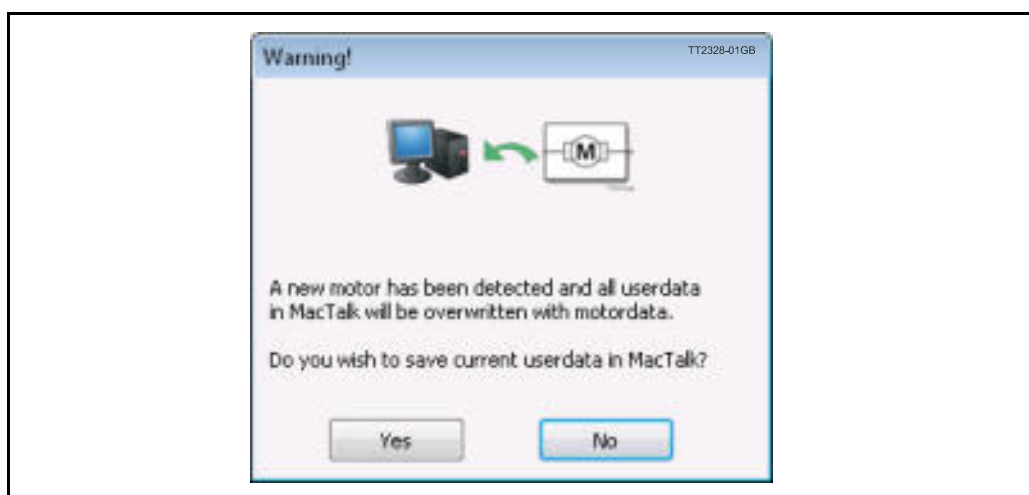 Warning!
TT2328-01GB
M
A new motor has been detected and all userdata
in MacTalk will be overwritten with motordata.
Do you wish to save current userdata in MacTalk?
Yes
No